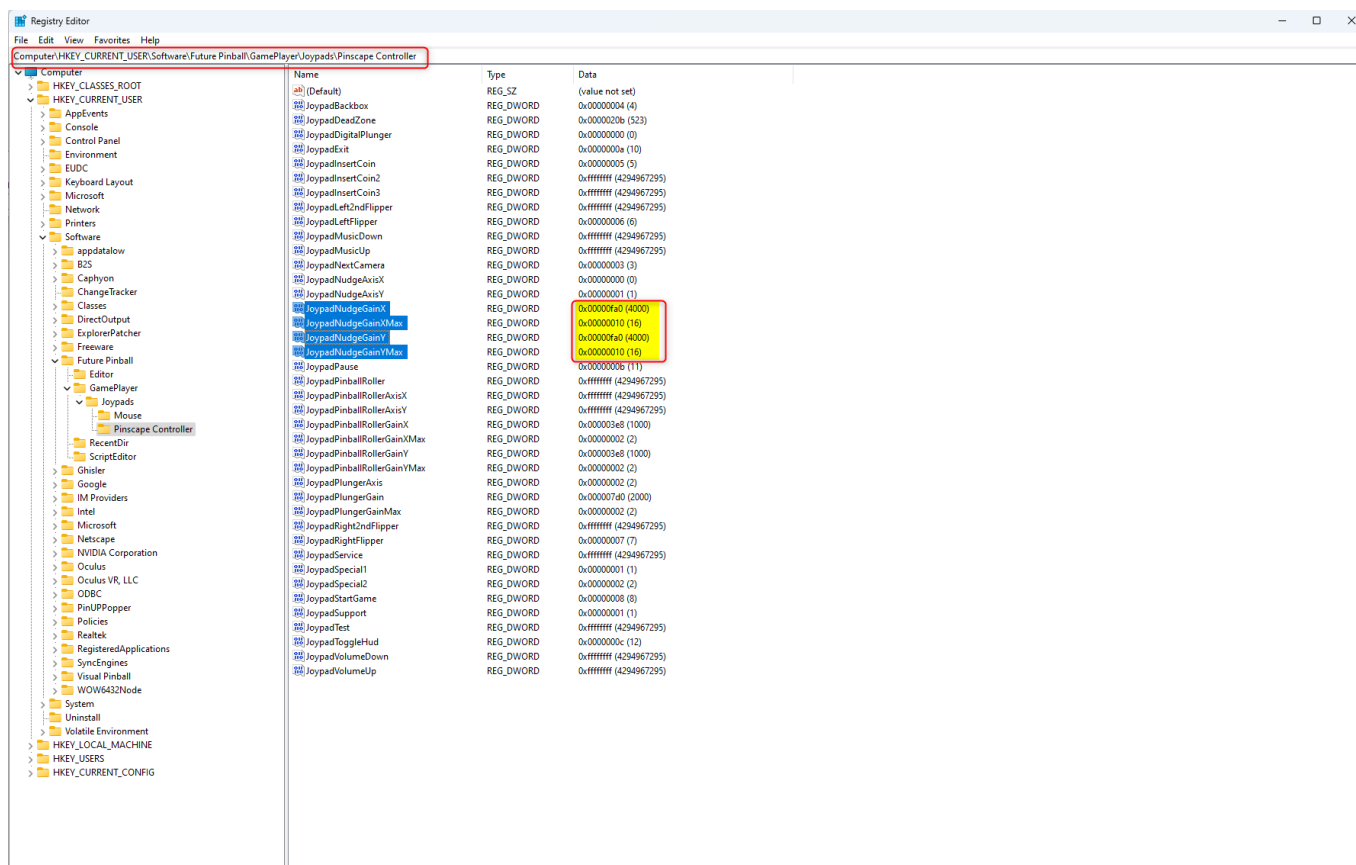 Registry Editor
File Edit View Favorites Help
Computer\HKEY_CURRENT_USER\Software\Future Pinball\GamePlayer\Joypads\Pinscape Controller
Computer
HKEY_CLASSES_ROOT
HKEY_CURRENT_USER
AppEvents
Console
Control Panel
Environment
EUDC
Keyboard Layout
Microsoft
Network
Printers
Software
appdatalow
B2S
Caphyon
ChangeTracker
Classes
DirectOutput
ExplorerPatcher
Freeware
Future Pinball
Editor
GamePlayer
Joypads
Mouse
Pinscape Controller
RecentDir
ScriptEditor
Ghisler
Google
IM Providers
Intel
Microsoft
Netscape
NVIDIA Corporation
Oculus
Oculus VR, LLC
ODBC
PinUPPopper
Policies
Realtek
RegisteredApplications
SyncEngines
Visual Pinball
WOW6432Node
System
Uninstall
Volatile Environment
HKEY_LOCAL_MACHINE
HKEY_USERS
HKEY_CURRENT_CONFIG
Name Type Data
(Default) REG_SZ (value not set)
JoypadBackbox REG_DWORD 0x00000004 (4)
JoypadDeadZone REG_DWORD 0x0000020b (523)
JoypadDigitalPlunger REG_DWORD 0x00000000 (0)
JoypadExit REG_DWORD 0x0000000a (10)
JoypadInsertCoin REG_DWORD 0x00000005 (5)
JoypadInsertCoin2 REG_DWORD 0xffffffff (4294967295)
JoypadInsertCoin3 REG_DWORD 0xffffffff (4294967295)
JoypadLeft2ndFlipper REG_DWORD 0xffffffff (4294967295)
JoypadLeftFlipper REG_DWORD 0x00000006 (6)
JoypadMusicDown REG_DWORD 0xffffffff (4294967295)
JoypadMusicUp REG_DWORD 0xffffffff (4294967295)
JoypadNextCamera REG_DWORD 0x00000003 (3)
JoypadNudgeAxisX REG_DWORD 0x00000000 (0)
JoypadNudgeAxisY REG_DWORD 0x00000001 (1)
JoypadNudgeGainX REG_DWORD 0x00000fa0 (4000)
JoypadNudgeGainXMax REG_DWORD 0x00000010 (16)
JoypadNudgeGainY REG_DWORD 0x00000fa0 (4000)
JoypadNudgeGainYMax REG_DWORD 0x00000010 (16)
JoypadPause REG_DWORD 0x0000000b (11)
JoypadPinballRoller REG_DWORD 0xffffffff (4294967295)
JoypadPinballRollerAxisX REG_DWORD 0xffffffff (4294967295)
JoypadPinballRollerAxisY REG_DWORD 0xffffffff (4294967295)
JoypadPinballRollerGainX REG_DWORD 0x000003e8 (1000)
JoypadPinballRollerGainXMax REG_DWORD 0x00000002 (2)
JoypadPinballRollerGainY REG_DWORD 0x000003e8 (1000)
JoypadPinballRollerGainYMax REG_DWORD 0x00000002 (2)
JoypadPlungerAxis REG_DWORD 0x00000002 (2)
JoypadPlungerGain REG_DWORD 0x000007d0 (2000)
JoypadPlungerGainMax REG_DWORD 0x00000002 (2)
JoypadRight2ndFlipper REG_DWORD 0xffffffff (4294967295)
JoypadRightFlipper REG_DWORD 0x00000007 (7)
JoypadService REG_DWORD 0xffffffff (4294967295)
JoypadSpecial1 REG_DWORD 0x00000001 (1)
JoypadSpecial2 REG_DWORD 0x00000002 (2)
JoypadStartGame REG_DWORD 0x00000008 (8)
JoypadSupport REG_DWORD 0x00000001 (1)
JoypadTest REG_DWORD 0xffffffff (4294967295)
JoypadToggleHud REG_DWORD 0x0000000c (12)
JoypadVolumeDown REG_DWORD 0xffffffff (4294967295)
JoypadVolumeUp REG_DWORD 0xffffffff (4294967295)